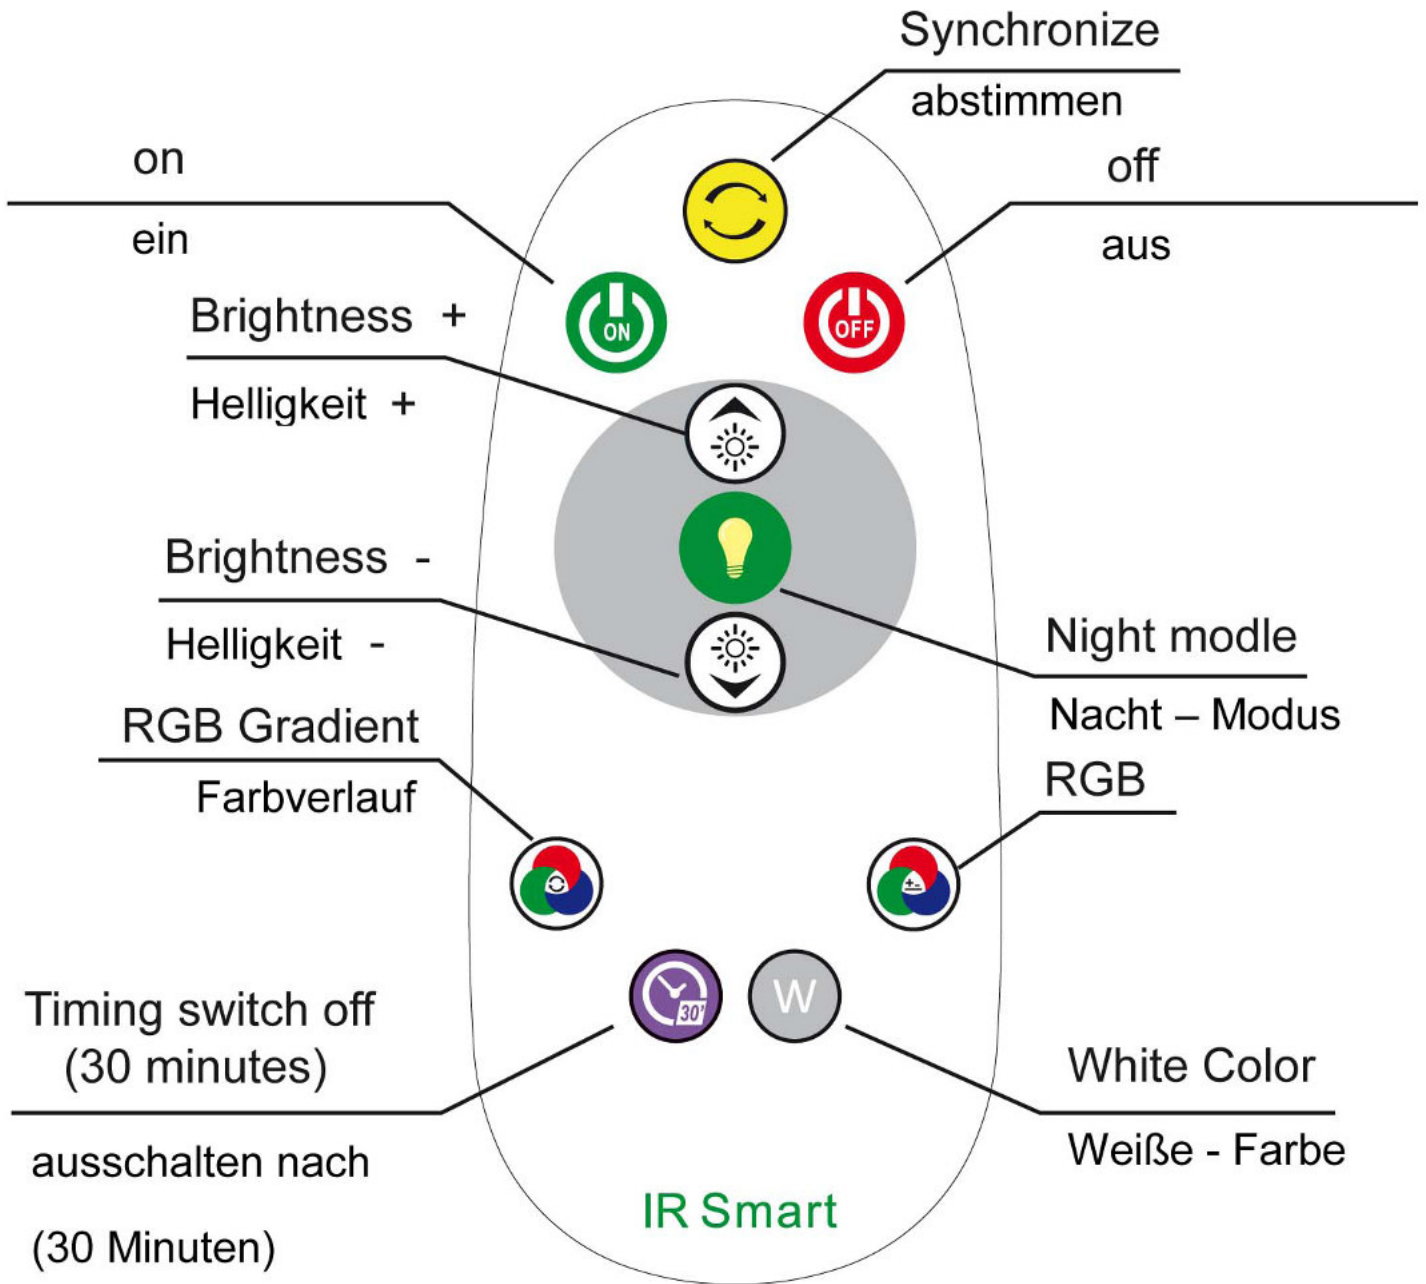 Synchronize
abstimmen
on
ein
off
aus
ON
OFF
Brightness +
Helligkeit +
Brightness -
Helligkeit -
Night modle
Nacht – Modus
RGB Gradient
Farbverlauf
RGB
+-
30'
W
Timing switch off
(30 minutes)
ausschalten nach
(30 Minuten)
White Color
Weiße - Farbe
IR Smart